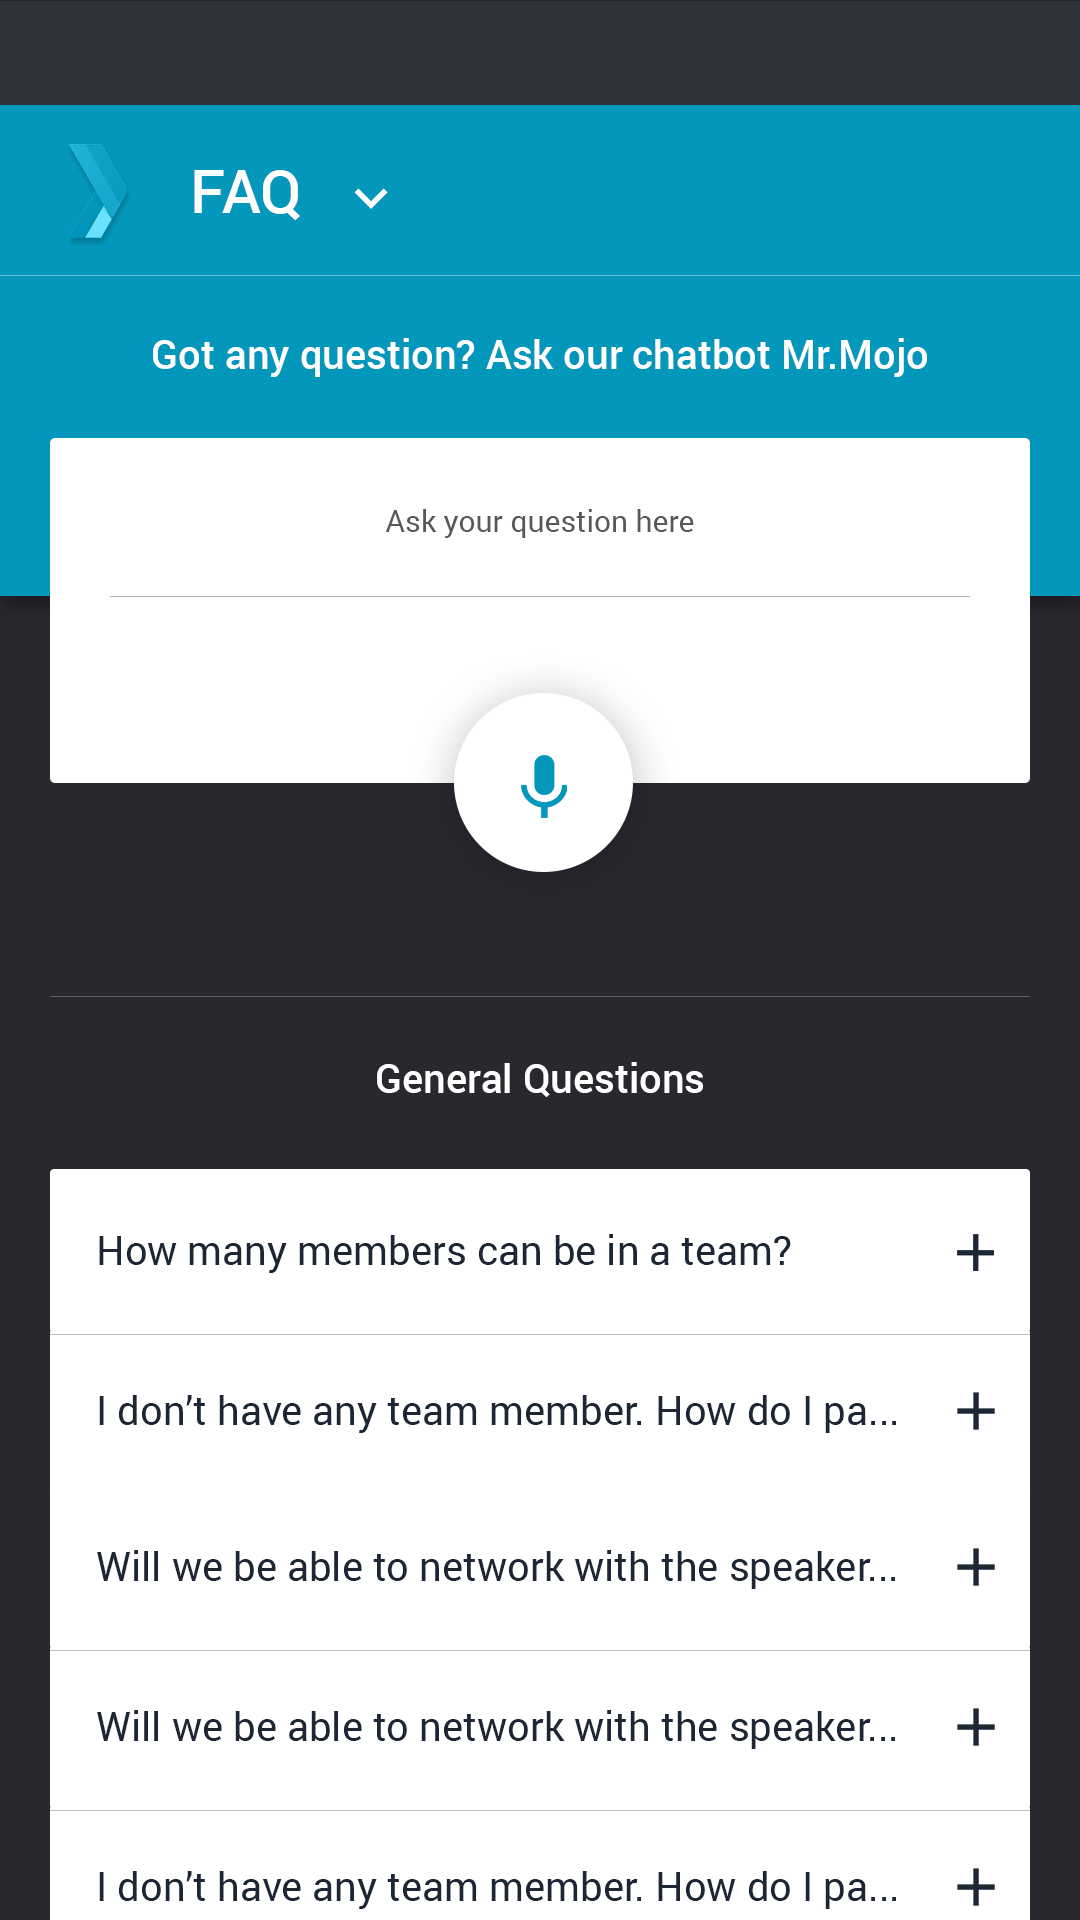 FAQ
Got any question? Ask our chatbot Mr.Mojo
Ask your question here
General Questions
How many members can be in a team?
I don’t have any team member. How do I pa...
Will we be able to network with the speaker...
Will we be able to network with the speaker...
I don’t have any team member. How do I pa...